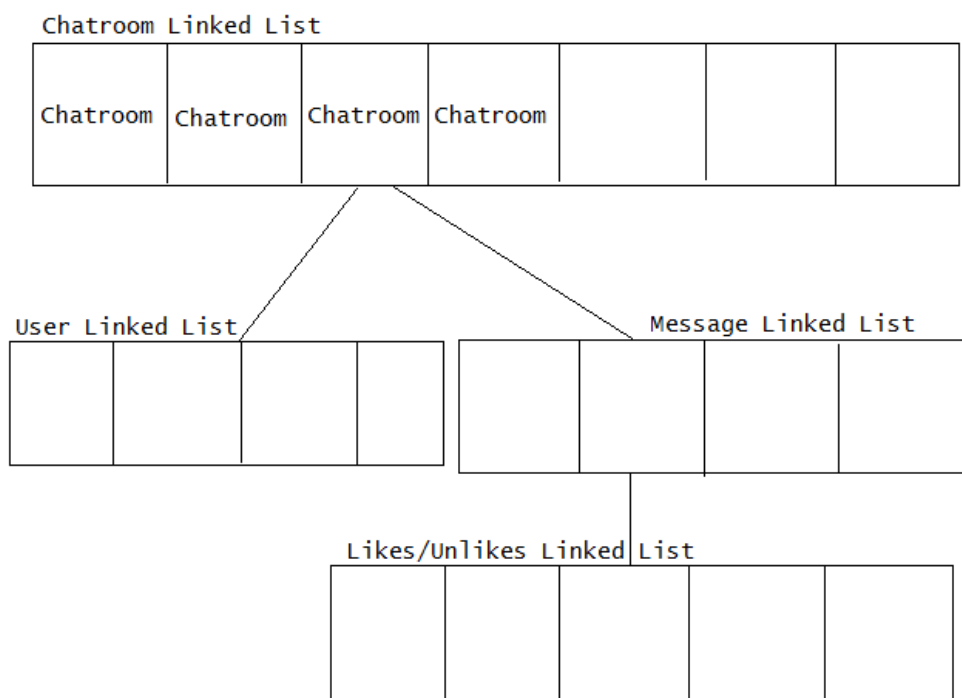 Chatroom Linked List
Chatroom Chatroom Chatroom Chatroom
User Linked List
Message Linked List
Likes/Unlikes Linked List